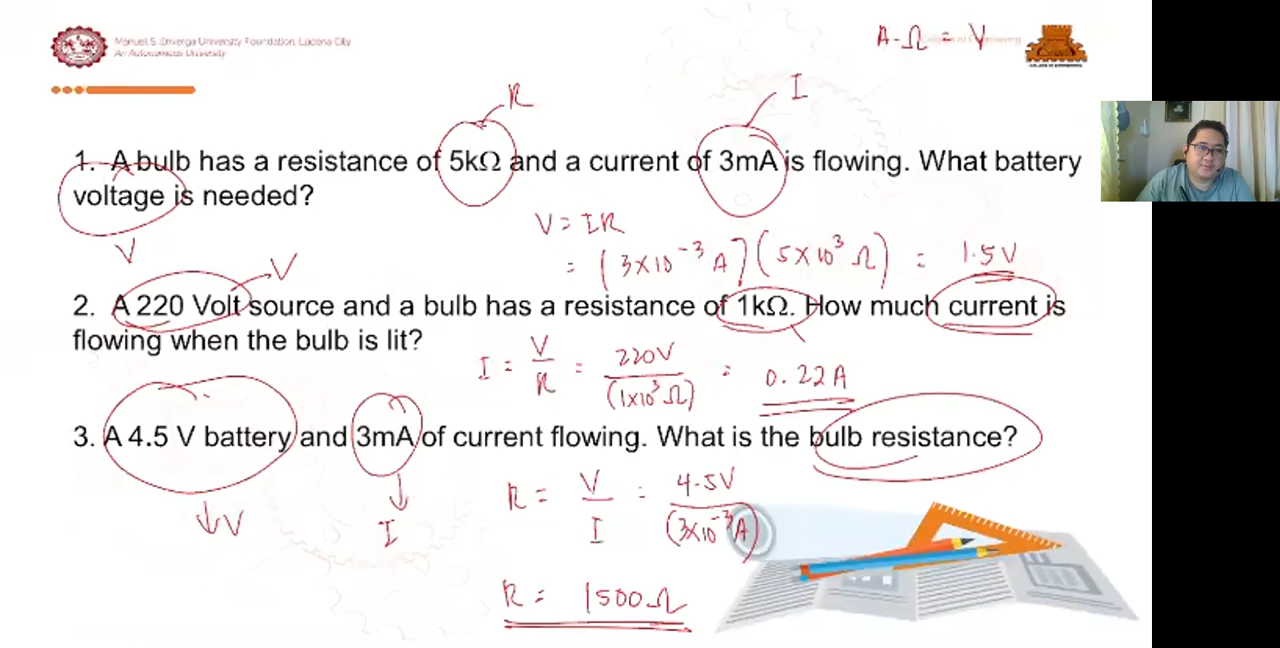 Manuel S. Enverga University Foundation, Lucena City
An Autonomous University
A-Ω = V
R
I
1. A bulb has a resistance of 5kΩ and a current of 3mA is flowing. What battery
voltage is needed?
V
V = IR
= (3x10⁻³ A)(5x10³ Ω) = 1.5V
V
2. A 220 Volt source and a bulb has a resistance of 1kΩ. How much current is
flowing when the bulb is lit?
I = V/R = 220V/(1x10³Ω) = 0.22A
3. A 4.5 V battery and 3mA of current flowing. What is the bulb resistance?
↓V
↓ I
R = V/I = 4.5V/(3x10⁻³A)
R = 1500Ω